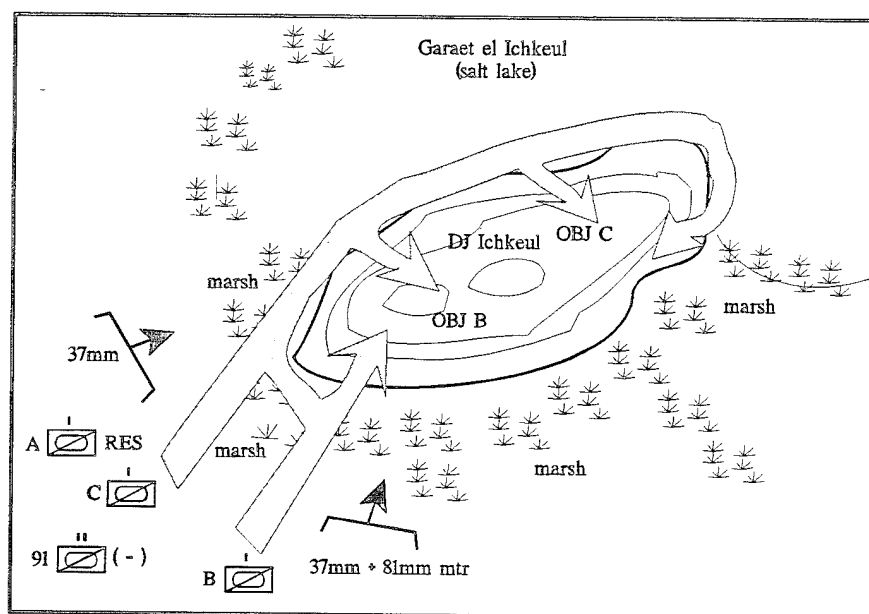 Garaet el Ichkeul
(salt lake)
DJ Ichkeul
OBJ C
OBJ B
marsh
marsh
37mm
A RES
C
marsh
marsh
91 (-)
B
37mm + 81mm mtr